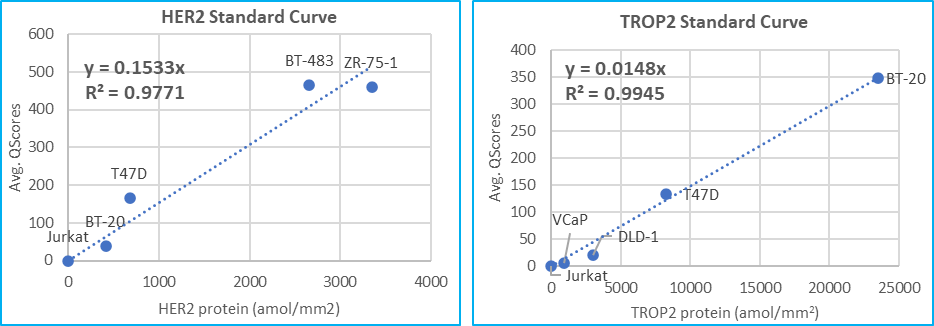 HER2 Standard Curve
y = 0.1533x
R² = 0.9771
BT-483
ZR-75-1
T47D
BT-20
Jurkat
Avg. QScores
600
500
400
300
200
100
0
0 1000 2000 3000 4000
HER2 protein (amol/mm2)
TROP2 Standard Curve
y = 0.0148x
R² = 0.9945
BT-20
T47D
VCaP
DLD-1
Jurkat
Avg. QScores
400
350
300
250
200
150
100
50
0
0 5000 10000 15000 20000 25000
TROP2 protein (amol/mm²)